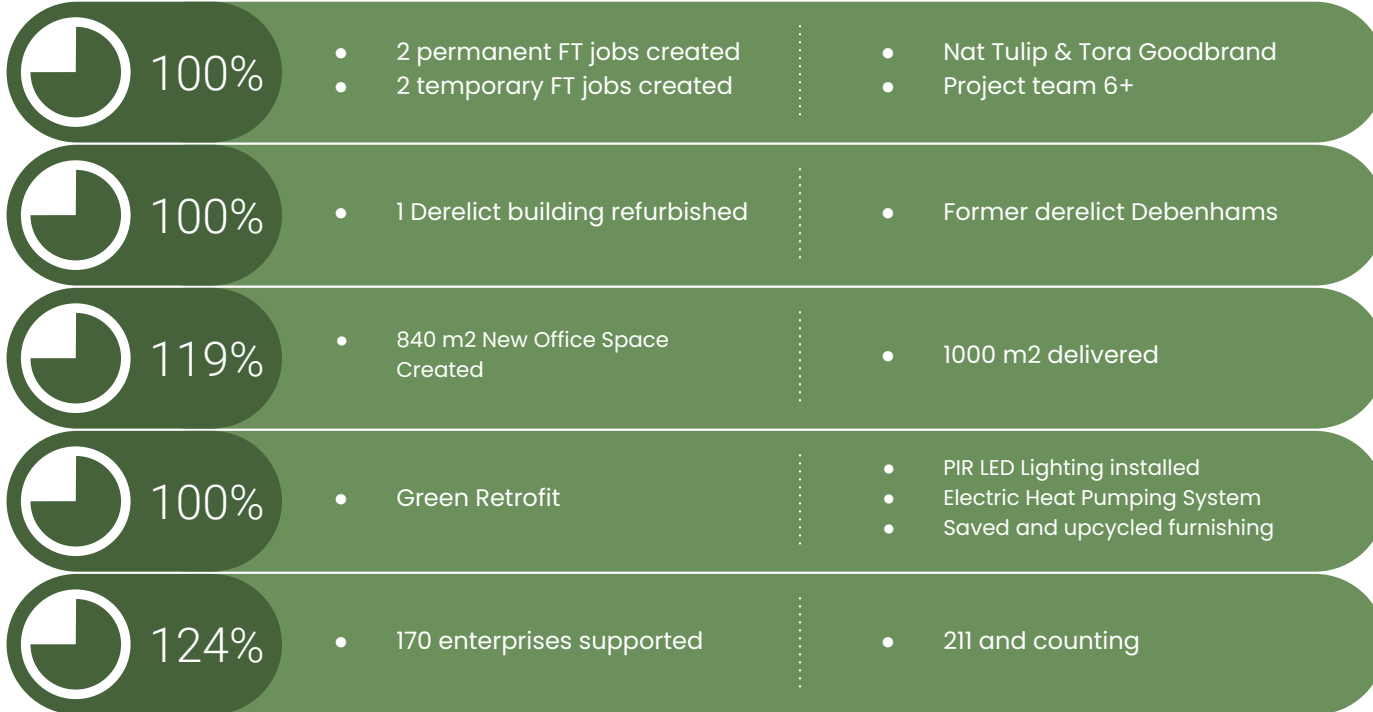 100%
● 2 permanent FT jobs created
● 2 temporary FT jobs created
● Nat Tulip & Tora Goodbrand
● Project team 6+
100%
● 1 Derelict building refurbished
● Former derelict Debenhams
119%
● 840 m2 New Office Space
Created
● 1000 m2 delivered
100%
● Green Retrofit
● PIR LED Lighting installed
● Electric Heat Pumping System
● Saved and upcycled furnishing
124%
● 170 enterprises supported
● 211 and counting